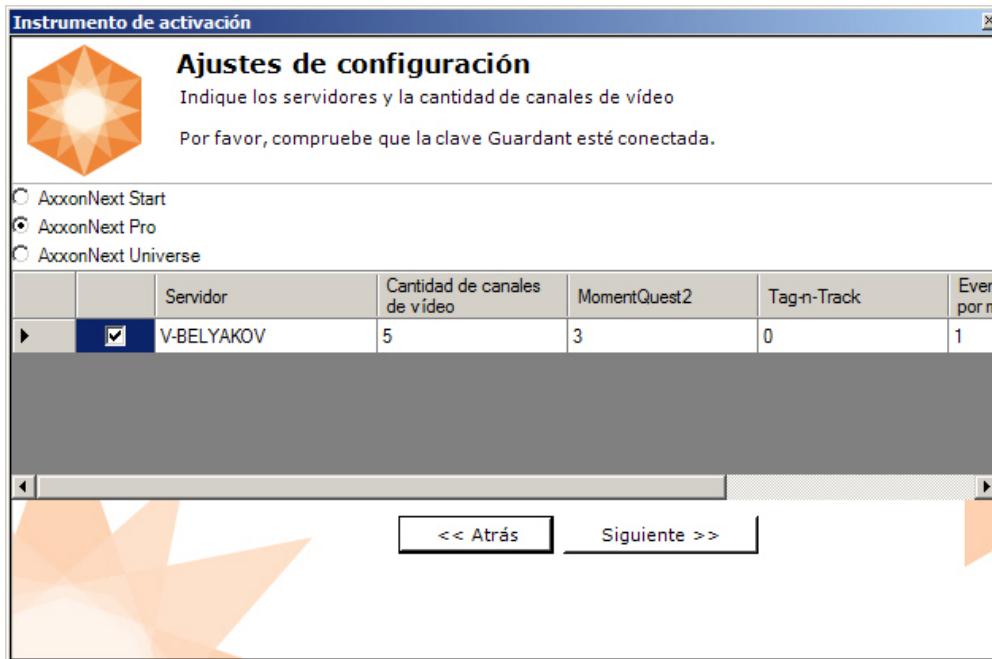 Instrumento de activación
Ajustes de configuración
Indique los servidores y la cantidad de canales de vídeo
Por favor, compruebe que la clave Guardant esté conectada.
AxxonNext Start
AxxonNext Pro
AxxonNext Universe
Servidor
Cantidad de canales
de vídeo
MomentQuest2
Tag-n-Track
por
V-BELYAKOV 5 3 0 1
<< Atrás Siguiente >>